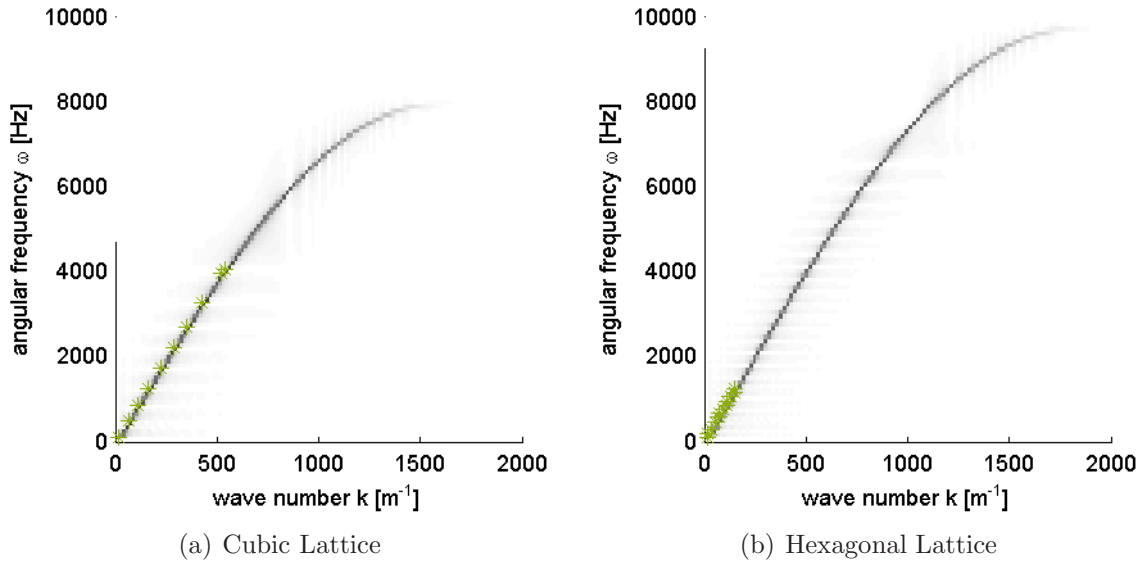 10000
8000
6000
4000
2000
0
angular frequency ω [Hz]
0 500 1000 1500 2000
wave number k [m⁻¹]
(a) Cubic Lattice
10000
8000
6000
4000
2000
0
angular frequency ω [Hz]
0 500 1000 1500 2000
wave number k [m⁻¹]
(b) Hexagonal Lattice